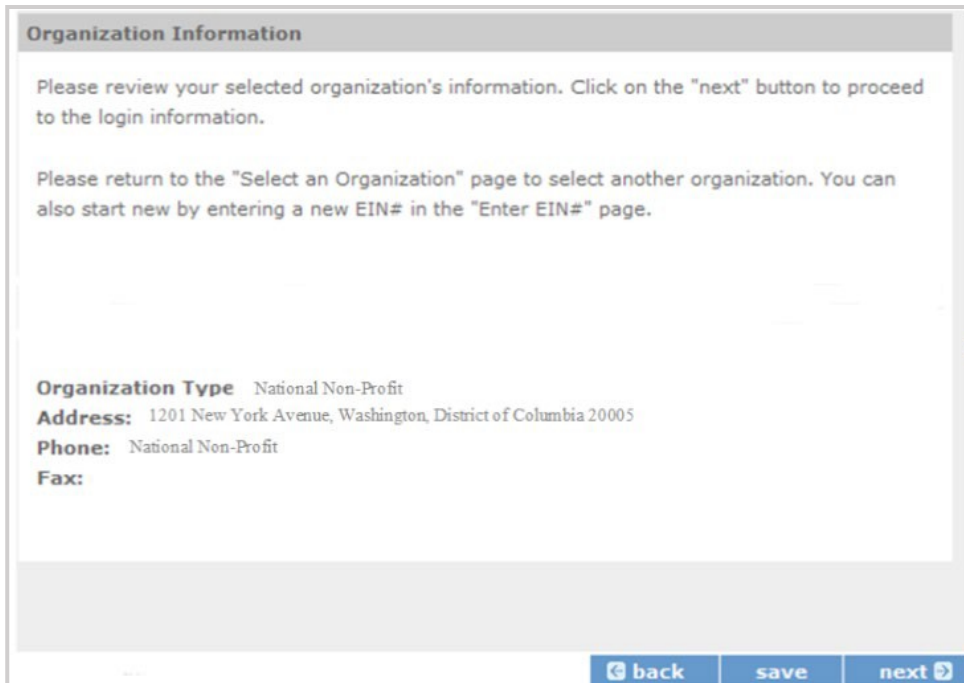 Organization Information
Please review your selected organization's information. Click on the "next" button to proceed
to the login information.
Please return to the "Select an Organization" page to select another organization. You can
also start new by entering a new EIN# in the "Enter EIN#" page.
Organization Type National Non-Profit
Address: 1201 New York Avenue, Washington, District of Columbia 20005
Phone: National Non-Profit
Fax:
back save next